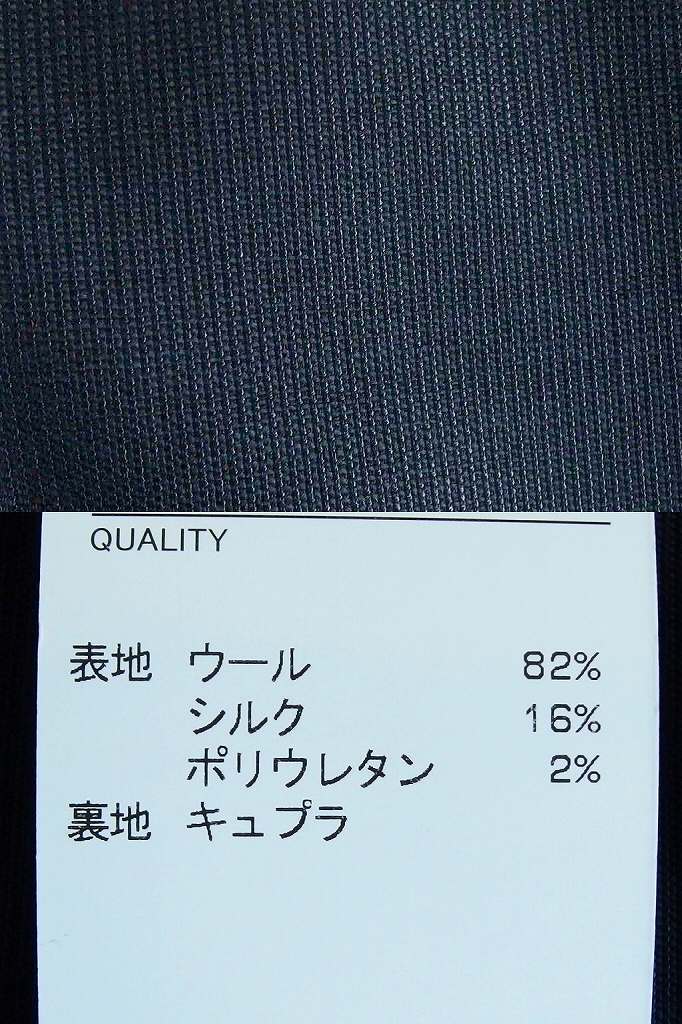 QUALITY
表地 ウール 82%
シルク 16%
ポリウレタン 2%
裏地 キュプラ